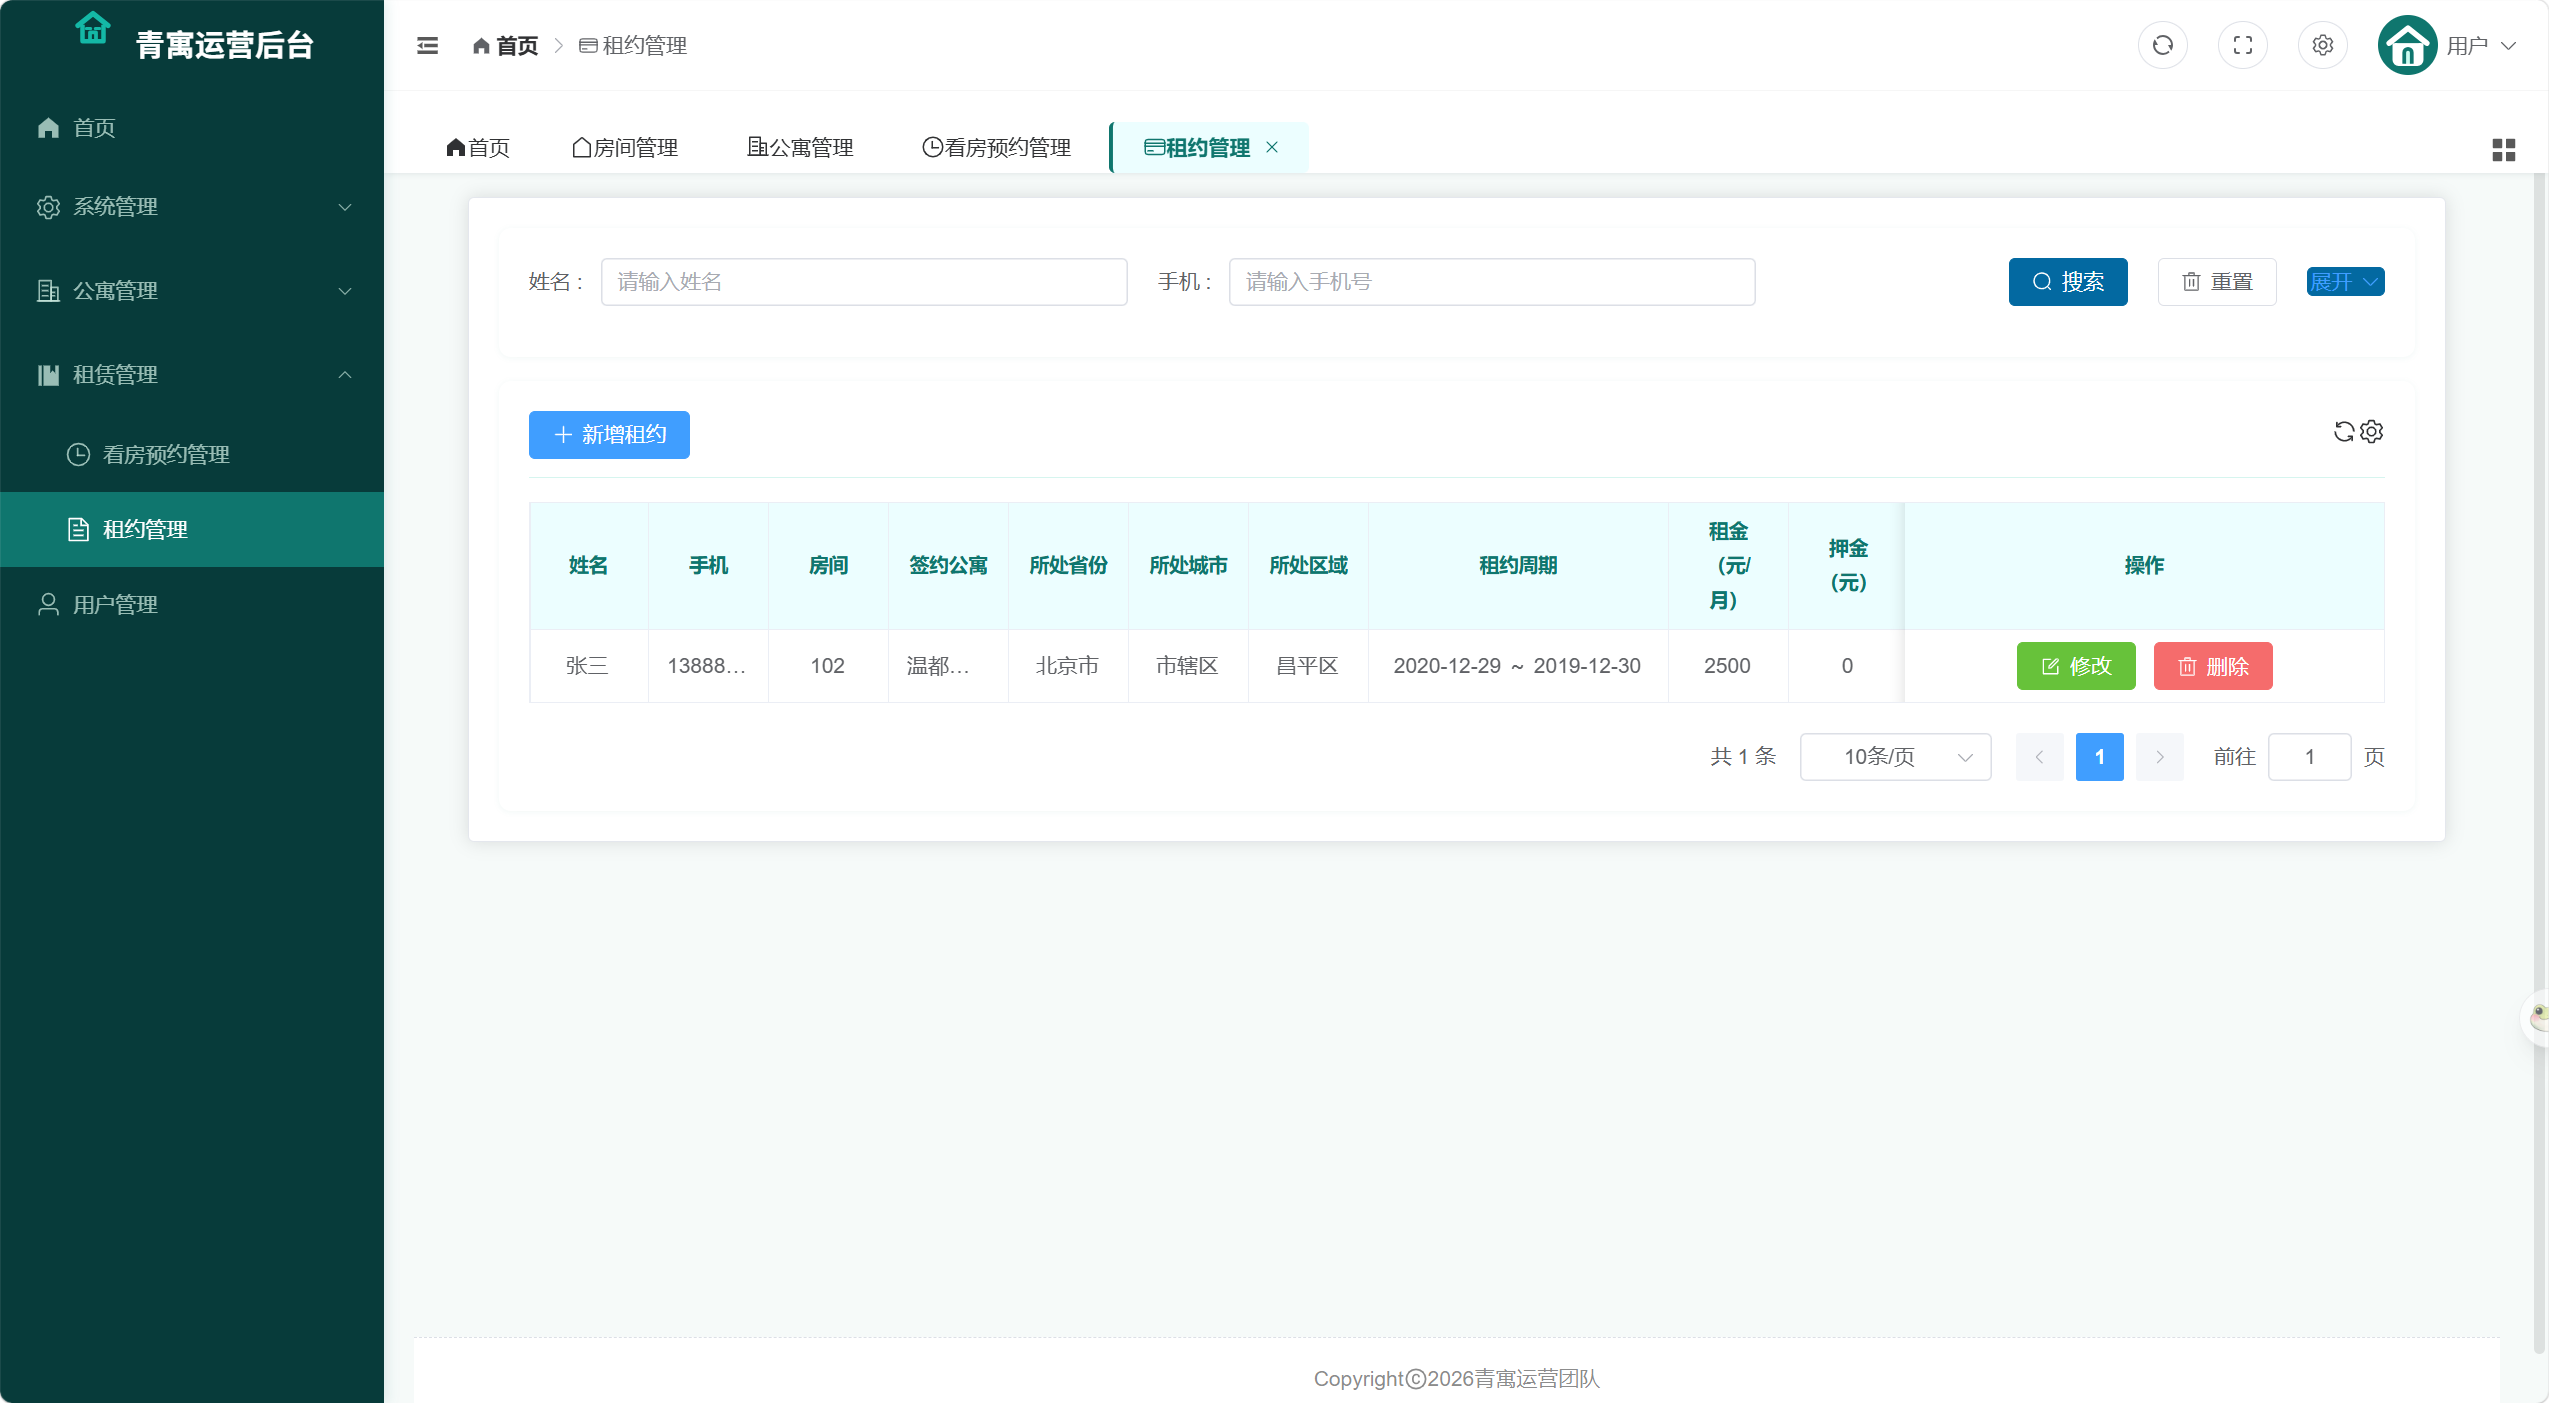 青寓运营后台
首页
系统管理
公寓管理
租赁管理
看房预约管理
租约管理
用户管理
首页
租约管理
用户
首页
房间管理
公寓管理
看房预约管理
租约管理
姓名：
请输入姓名
手机：
请输入手机号
搜索
重置
展开
新增租约
姓名 手机 房间 签约公寓 所处省份 所处城市 所处区域 租约周期 租金（元/月） 押金（元） 操作
张三 13888... 102 温都... 北京市 市辖区 昌平区 2020-12-29 ~ 2019-12-30 2500 0 修改 删除
共 1 条 10条/页 1 前往 1 页
Copyright©2026青寓运营团队